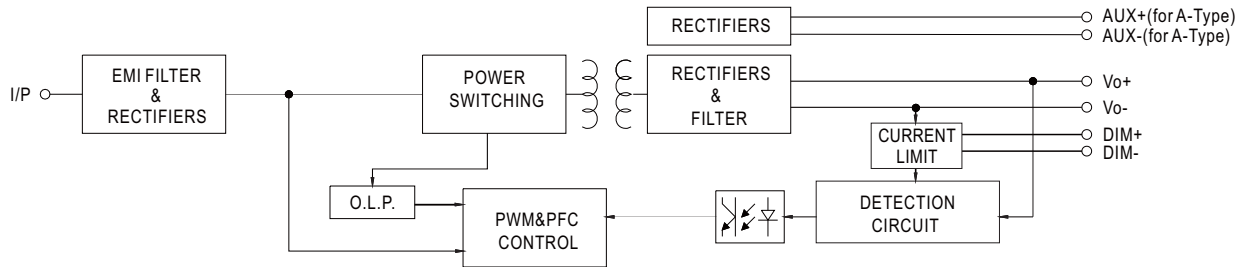 RECTIFIERS
AUX+(for A-Type)
AUX-(for A-Type)
I/P
EMI FILTER
&
RECTIFIERS
POWER
SWITCHING
RECTIFIERS
&
FILTER
Vo+
Vo-
CURRENT
LIMIT
DIM+
DIM-
O.L.P.
PWM&PFC
CONTROL
DETECTION
CIRCUIT